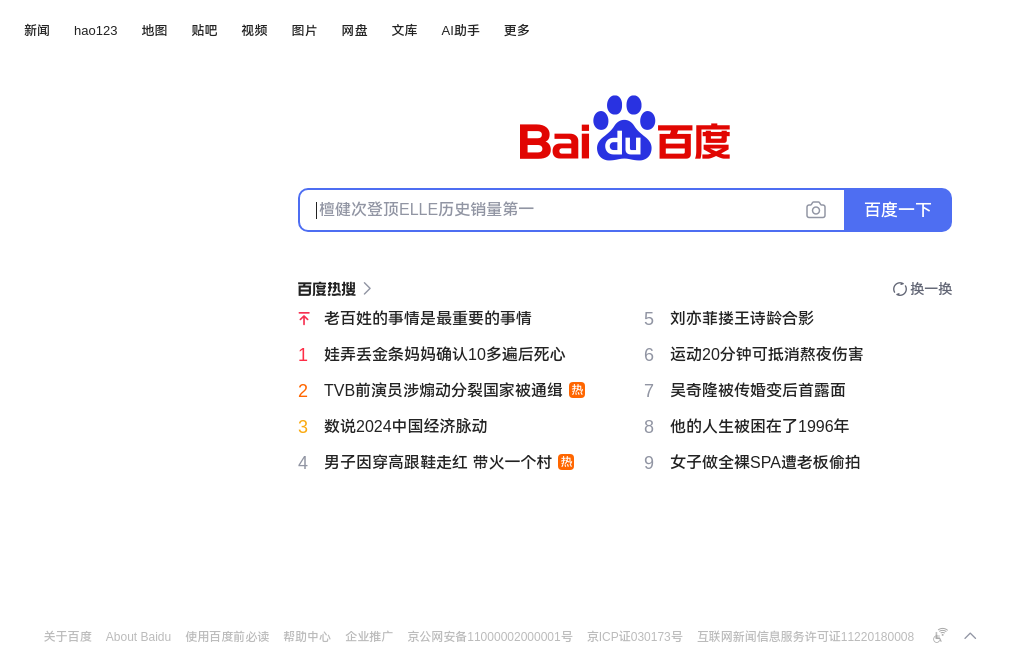 新闻 hao123 地图 贴吧 视频 图片 网盘 文库 AI助手 更多
Bai du 百度
檀健次登顶ELLE历史销量第一 百度一下
百度热搜 换一换
老百姓的事情是最重要的事情
1 娃弄丢金条妈妈确认10多遍后死心
2 TVB前演员涉煽动分裂国家被通缉 热
3 数说2024中国经济脉动
4 男子因穿高跟鞋走红 带火一个村 热
5 刘亦菲搂王诗龄合影
6 运动20分钟可抵消熬夜伤害
7 吴奇隆被传婚变后首露面
8 他的人生被困在了1996年
9 女子做全裸SPA遭老板偷拍
关于百度 About Baidu 使用百度前必读 帮助中心 企业推广 京公网安备11000002000001号 京ICP证030173号 互联网新闻信息服务许可证11220180008